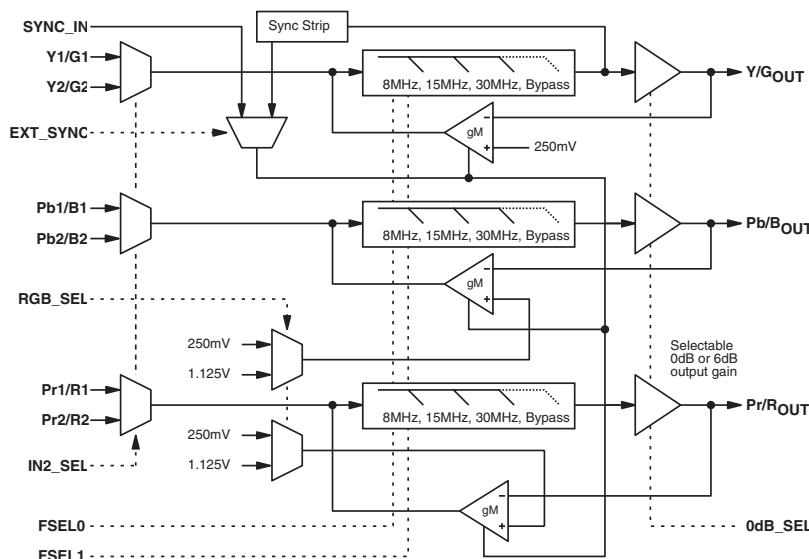 SYNC_IN
Sync Strip
Y1/G1
Y2/G2
8MHz, 15MHz, 30MHz, Bypass
Y/GOUT
EXT_SYNC
gM
250mV
Pb1/B1
Pb2/B2
8MHz, 15MHz, 30MHz, Bypass
Pb/BOUT
gM
RGB_SEL
250mV
1.125V
Selectable
0dB or 6dB
output gain
Pr1/R1
Pr2/R2
8MHz, 15MHz, 30MHz, Bypass
Pr/ROUT
250mV
1.125V
IN2_SEL
gM
FSEL0
0dB_SEL
FSEL1